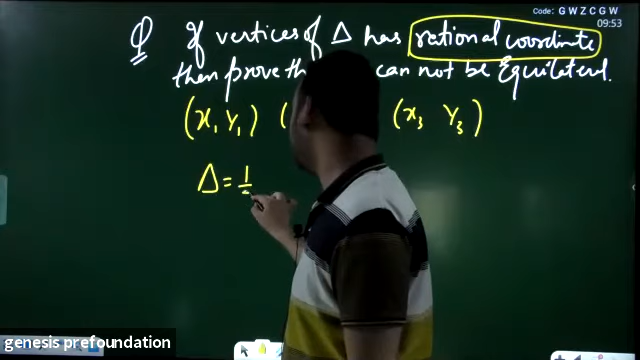 Code: GWZCGW
09:53
Q If vertices of Δ has rational coordinate
then prove th can not be Equilateral.
(x₁ y₁) ( (x₃ y₃)
Δ = 1/2
genesis prefoundation